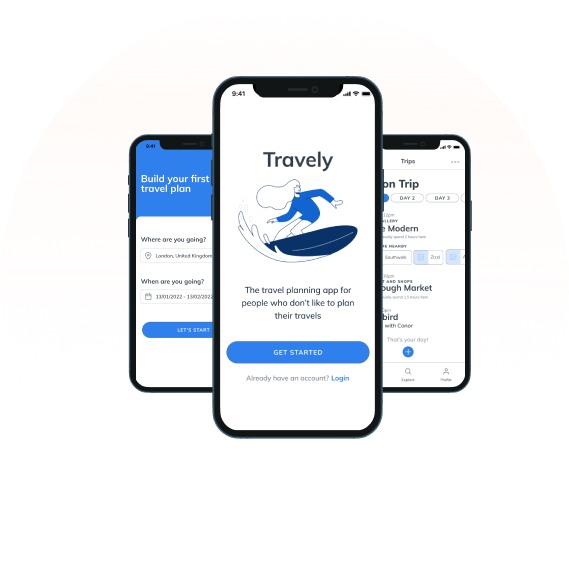 9:41
Build your first
travel plan
Where are you going?
London, United Kingdom
When are you going?
13/01/2022 - 13/02/2022
LET'S START
9:41
Travely
The travel planning app for
people who don't like to plan
their travels
GET STARTED
Already have an account? Login
Trips
on Trip
DAY 2 DAY 3
12pm
ALLERY
e Modern
Southwark
2col
T AND SHOPS
ough Market
bird
with Conor
That's your day!
Explore
Profile